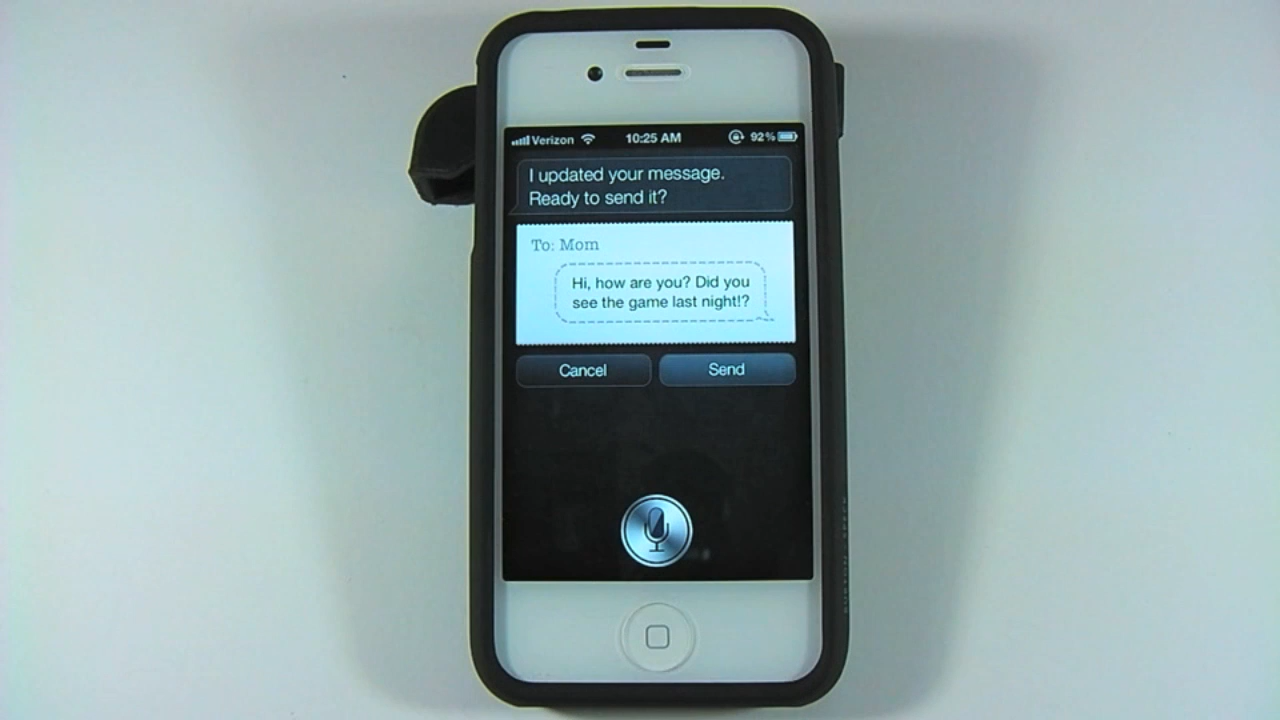 Verizon 10:25 AM 92%
I updated your message.
Ready to send it?
To: Mom
Hi, how are you? Did you
see the game last night!?
Cancel Send